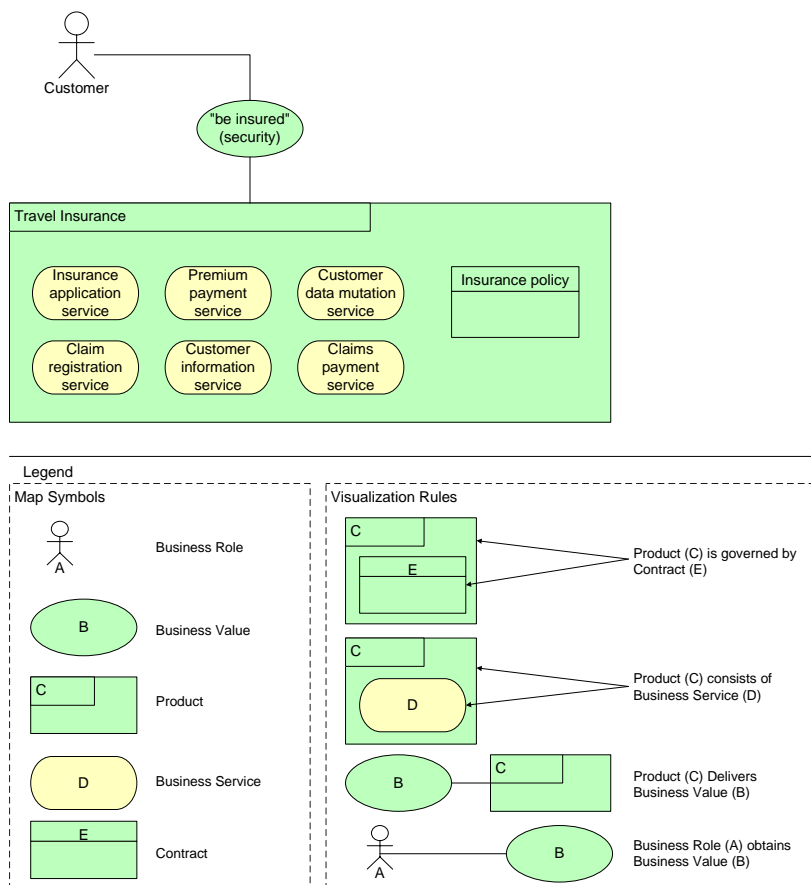 Customer
"be insured"
(security)
Travel Insurance
Insurance
application
service
Premium
payment
service
Customer
data mutation
service
Insurance policy
Claim
registration
service
Customer
information
service
Claims
payment
service
Legend
Map Symbols
A
Business Role
B
Business Value
C
Product
D
Business Service
E
Contract
Visualization Rules
C
E
Product (C) is governed by
Contract (E)
C
D
Product (C) consists of
Business Service (D)
B
C
Product (C) Delivers
Business Value (B)
A
B
Business Role (A) obtains
Business Value (B)